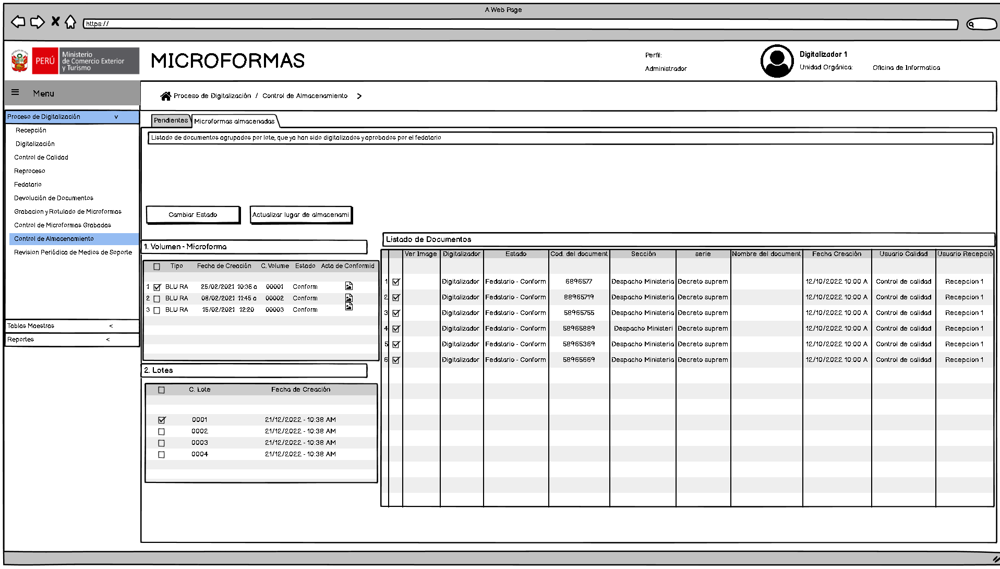 A Web Page
https://
PERÚ
Ministerio
de Comercio Exterior
y Turismo
MICROFORMAS
Perfil:
Administrador
Digitalizador 1
Unidad Orgánica: Oficina de Informatica
Menu
Proceso de Digitalización / Control de Almacenamiento >
Proceso de Digitalización v
Recepción
Digitalización
Control de Calidad
Reproceso
Fedatario
Devolución de Documentos
Grabacion y Rotulado de Microformas
Control de Microformas Grabadas
Control de Almacenamiento
Revision Periódica de Medios de Soporte
Tablas Maestras <
Reportes <
Pendientes Microformas almacenadas
Listado de documentos agrupados por lote, que ya han sido digitalizados y aprobados por el fedatario
Cambiar Estado Actualizar lugar de almacenami
1. Volumen - Microforma
Tipo Fecha de Creación C. Volume Estado Acta de Conformid
1 BLU RA 25/02/2021 10:36 a 00001 Conform
2 BLU RA 08/02/2021 11:45 a 00002 Conform
3 BLU RA 15/02/2021 12:20 00003 Conform
2. Lotes
C. Lote Fecha de Creación
0001 21/12/2022 - 10:38 AM
0002 21/12/2022 - 10:38 AM
0003 21/12/2022 - 10:38 AM
0004 21/12/2022 - 10:38 AM
Listado de Documentos
Ver Image Digitalizador Estado Cod. del document Sección serie Nombre del document Fecha Creación Usuario Calidad Usuario Recepció
1 Digitalizador Fedatario - Conform 6896577 Despacho Ministeria Decreto suprem 12/10/2022 10:00 A Control de calidad Recepcion 1
2 Digitalizador Fedatario - Conform 88965719 Despacho Ministeria Decreto suprem 12/10/2022 10:00 A Control de calidad Recepcion 1
3 Digitalizador Fedatario - Conform 58965755 Despacho Ministeria Decreto suprem 12/10/2022 10:00 A Control de calidad Recepcion 1
4 Digitalizador Fedatario - Conform 58965889 Despacho Ministeri Decreto suprem 12/10/2022 10:00 A Control de calidad Recepcion 1
5 Digitalizador Fedatario - Conform 58965369 Despacho Ministeria Decreto suprem 12/10/2022 10:00 A Control de calidad Recepcion 1
6 Digitalizador Fedatario - Conform 58965669 Despacho Ministeria Decreto suprem 12/10/2022 10:00 A Control de calidad Recepcion 1